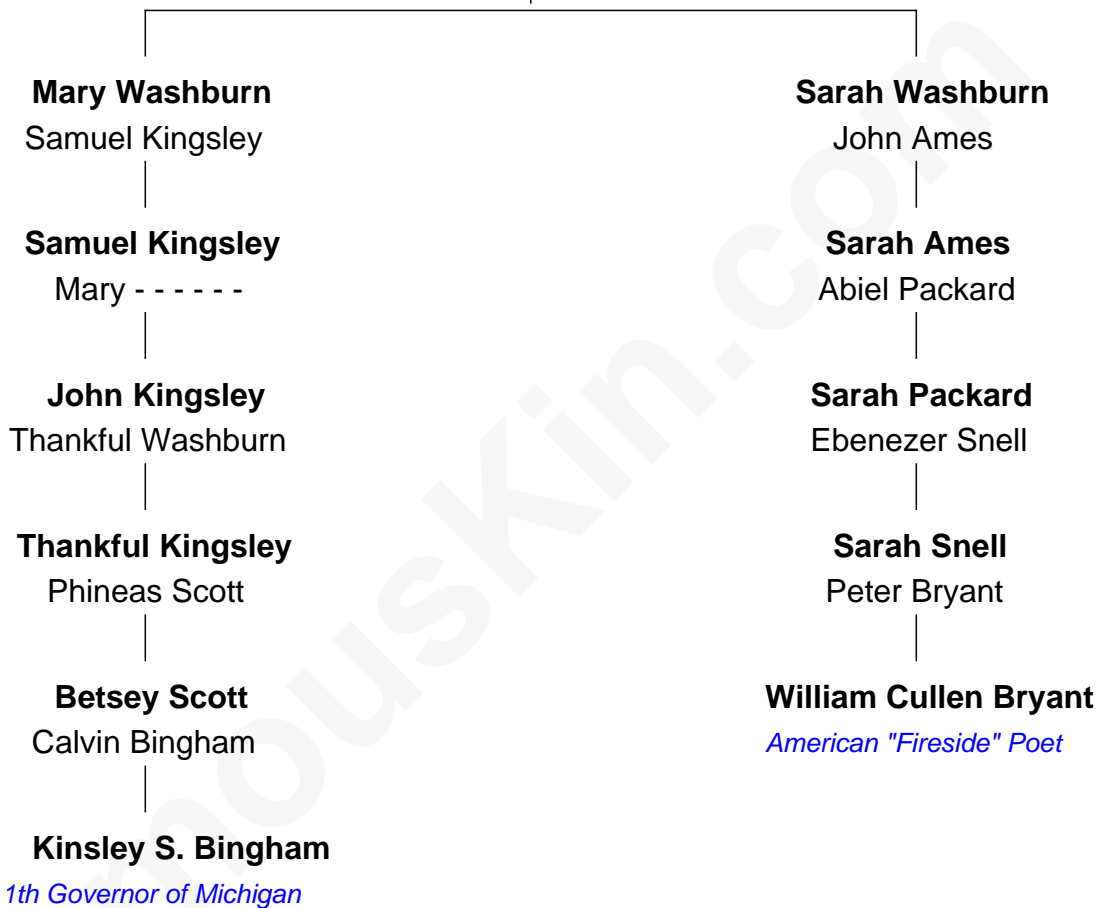 Mary Washburn
Samuel Kingsley
Sarah Washburn
John Ames
Samuel Kingsley
Mary - - - - - -
Sarah Ames
Abiel Packard
John Kingsley
Thankful Washburn
Sarah Packard
Ebenezer Snell
Thankful Kingsley
Phineas Scott
Sarah Snell
Peter Bryant
Betsey Scott
Calvin Bingham
William Cullen Bryant
American "Fireside" Poet
Kinsley S. Bingham
1th Governor of Michigan
mousKin.com